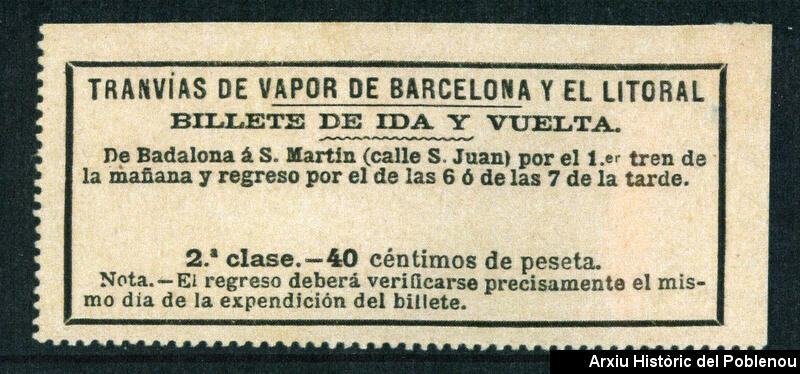 TRANVÍAS DE VAPOR DE BARCELONA Y EL LITORAL
BILLETE DE IDA Y VUELTA.
De Badalona á S. Martin (calle S. Juan) por el 1.er tren de
la mañana y regreso por el de las 6 ó de las 7 de la tarde.
2.ª clase.—40 céntimos de peseta.
Nota.—El regreso deberá verificarse precisamente el mis-
mo dia de la expendición del billete.
Arxiu Històric del Poblenou